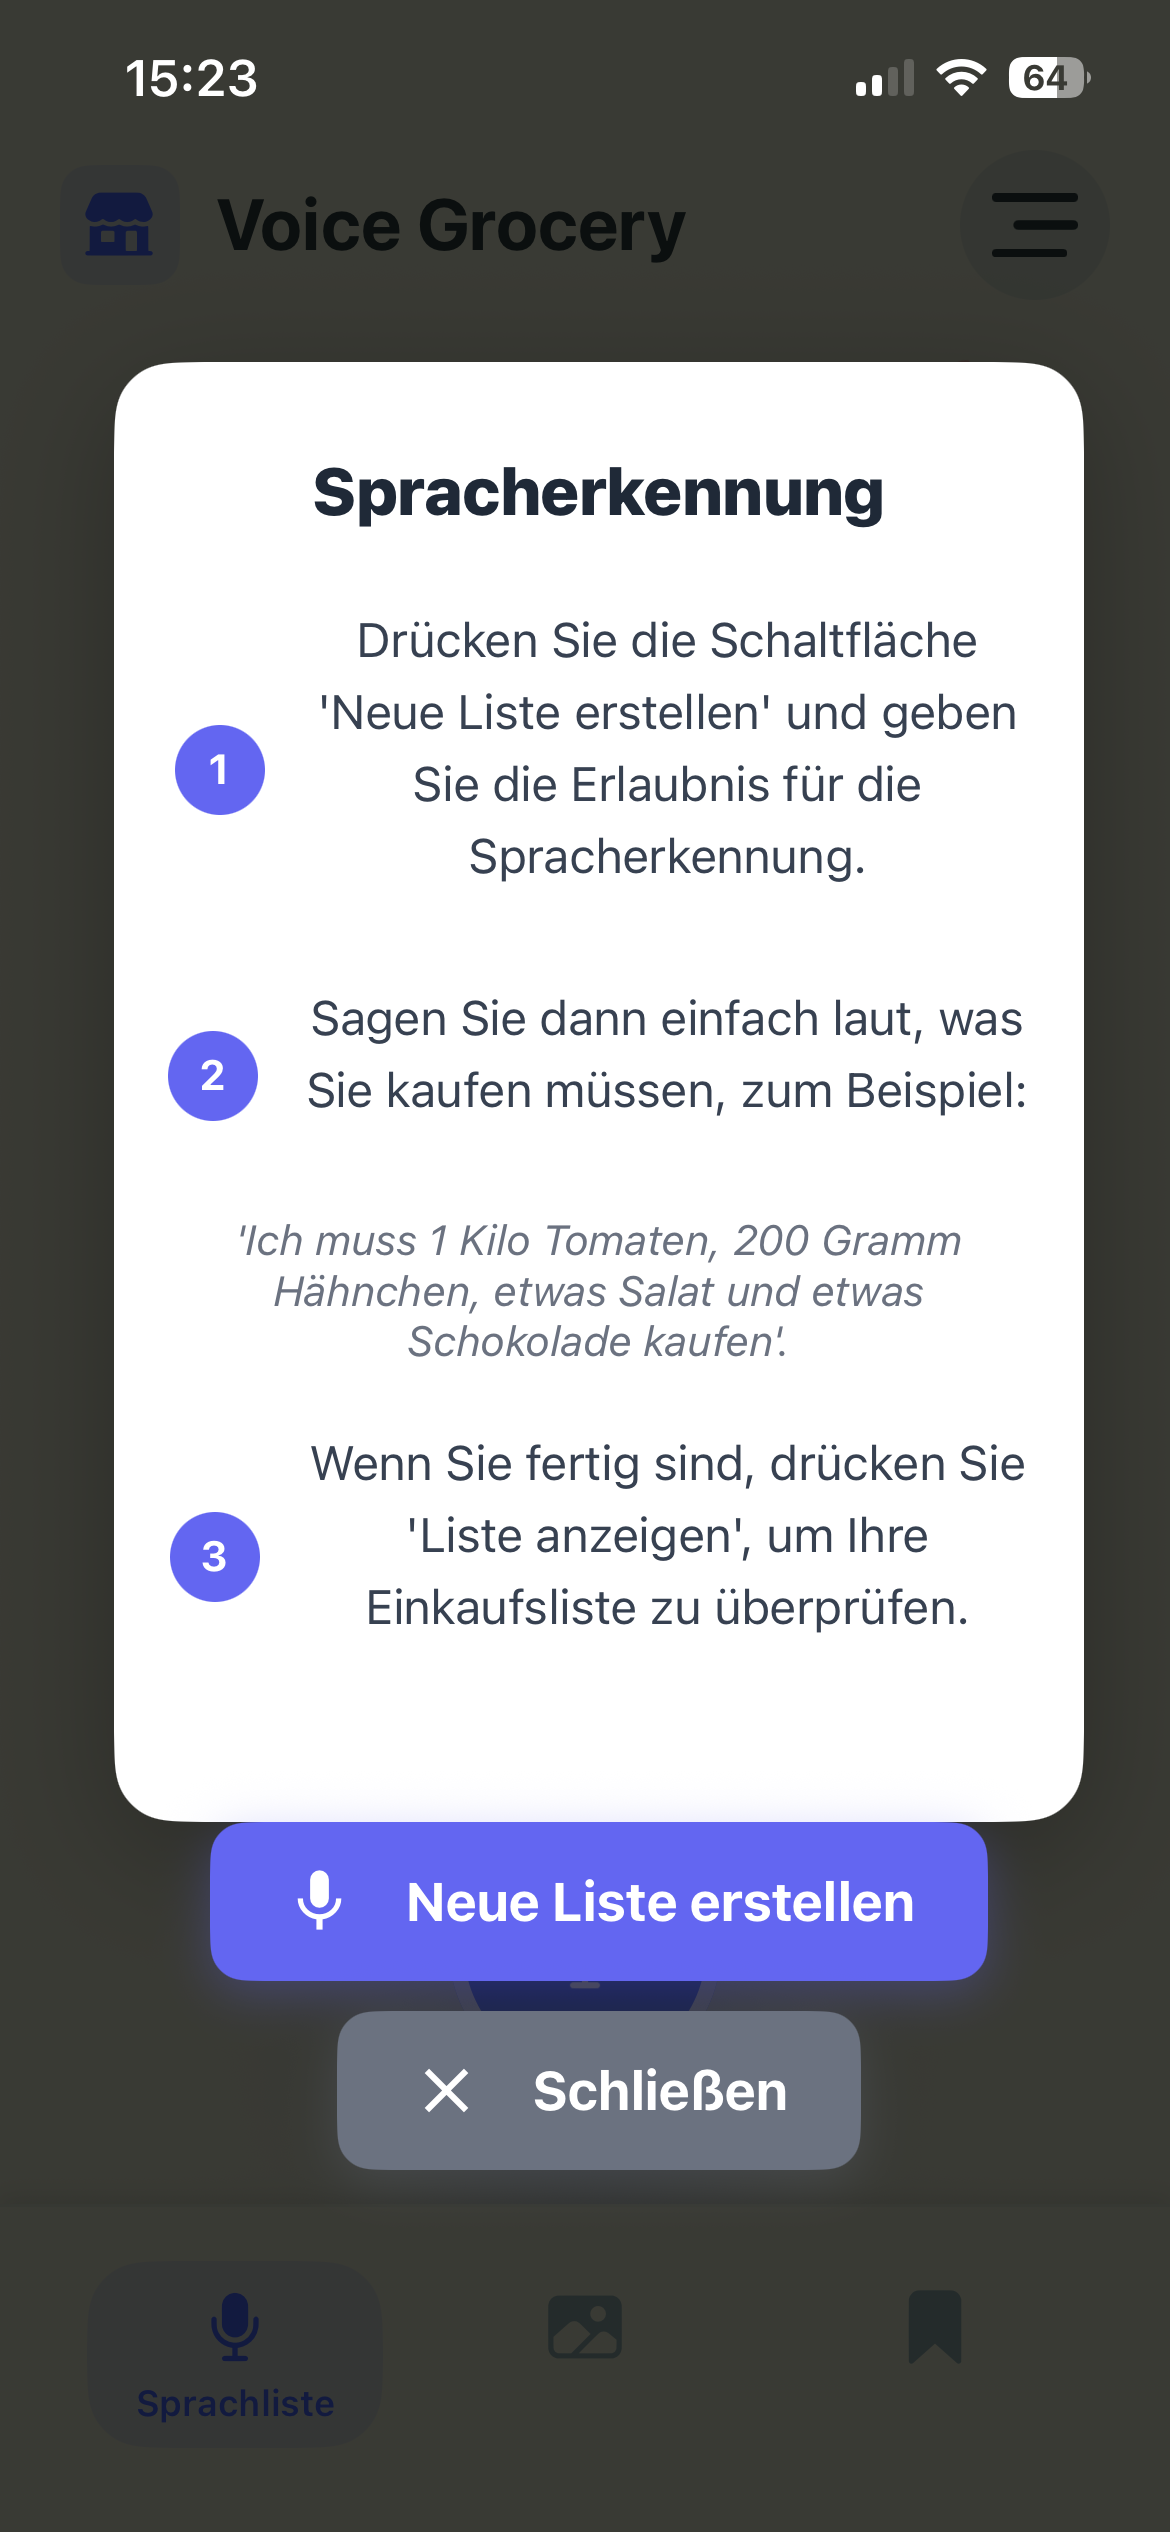 15:23
64
Voice Grocery
Spracherkennung
1
Drücken Sie die Schaltfläche
'Neue Liste erstellen' und geben
Sie die Erlaubnis für die
Spracherkennung.
2
Sagen Sie dann einfach laut, was
Sie kaufen müssen, zum Beispiel:
'Ich muss 1 Kilo Tomaten, 200 Gramm
Hähnchen, etwas Salat und etwas
Schokolade kaufen'.
3
Wenn Sie fertig sind, drücken Sie
'Liste anzeigen', um Ihre
Einkaufsliste zu überprüfen.
Neue Liste erstellen
Schließen
Sprachliste